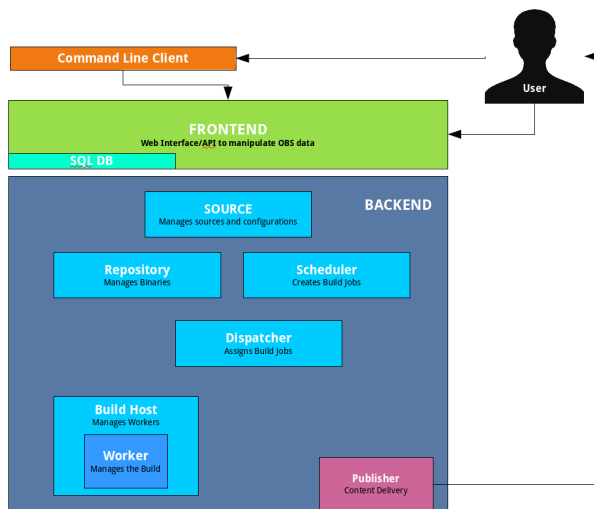 Command Line Client
User
FRONTEND
Web Interface/API to manipulate OBS data
SQL DB
BACKEND
SOURCE
Manages sources and configurations
Repository
Manages Binaries
Scheduler
Creates Build Jobs
Dispatcher
Assigns Build Jobs
Build Host
Manages Workers
Worker
Manages the Build
Publisher
Content Delivery